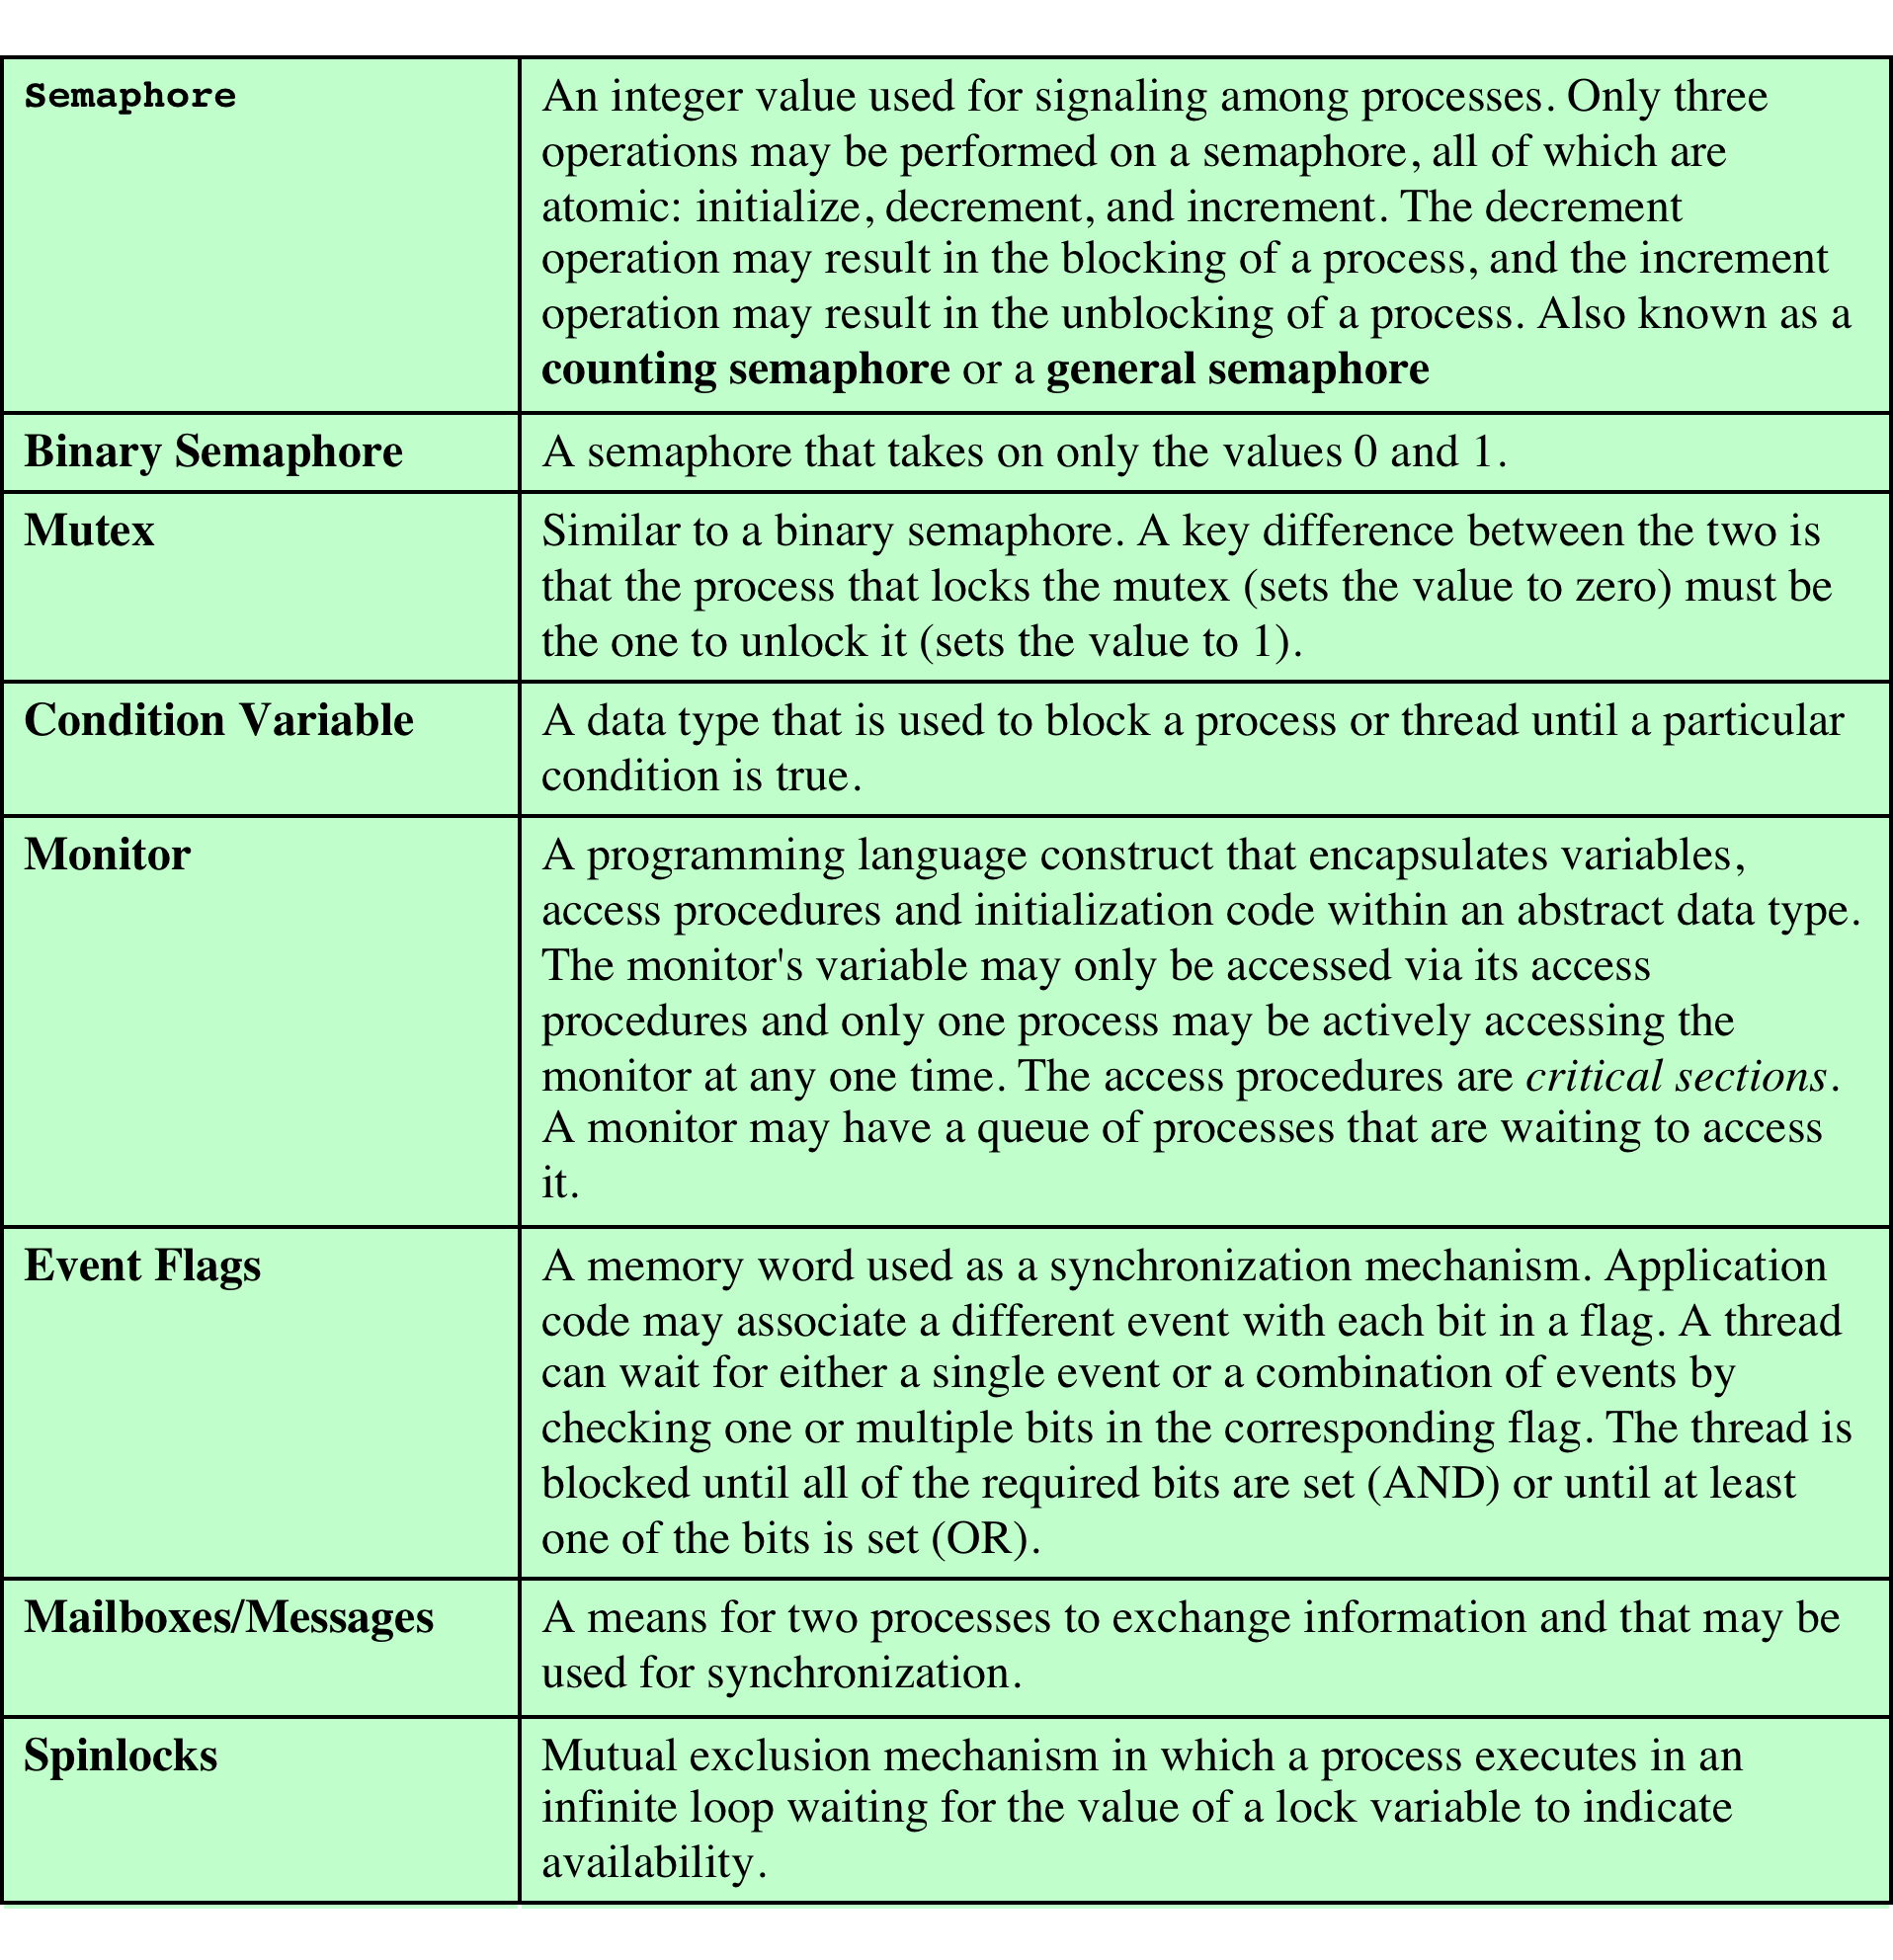 Semaphore
An integer value used for signaling among processes. Only three
operations may be performed on a semaphore, all of which are
atomic: initialize, decrement, and increment. The decrement
operation may result in the blocking of a process, and the increment
operation may result in the unblocking of a process. Also known as a
counting semaphore or a general semaphore
Binary Semaphore
A semaphore that takes on only the values 0 and 1.
Mutex
Similar to a binary semaphore. A key difference between the two is
that the process that locks the mutex (sets the value to zero) must be
the one to unlock it (sets the value to 1).
Condition Variable
A data type that is used to block a process or thread until a particular
condition is true.
Monitor
A programming language construct that encapsulates variables,
access procedures and initialization code within an abstract data type.
The monitor's variable may only be accessed via its access
procedures and only one process may be actively accessing the
monitor at any one time. The access procedures are critical sections.
A monitor may have a queue of processes that are waiting to access
it.
Event Flags
A memory word used as a synchronization mechanism. Application
code may associate a different event with each bit in a flag. A thread
can wait for either a single event or a combination of events by
checking one or multiple bits in the corresponding flag. The thread is
blocked until all of the required bits are set (AND) or until at least
one of the bits is set (OR).
Mailboxes/Messages
A means for two processes to exchange information and that may be
used for synchronization.
Spinlocks
Mutual exclusion mechanism in which a process executes in an
infinite loop waiting for the value of a lock variable to indicate
availability.